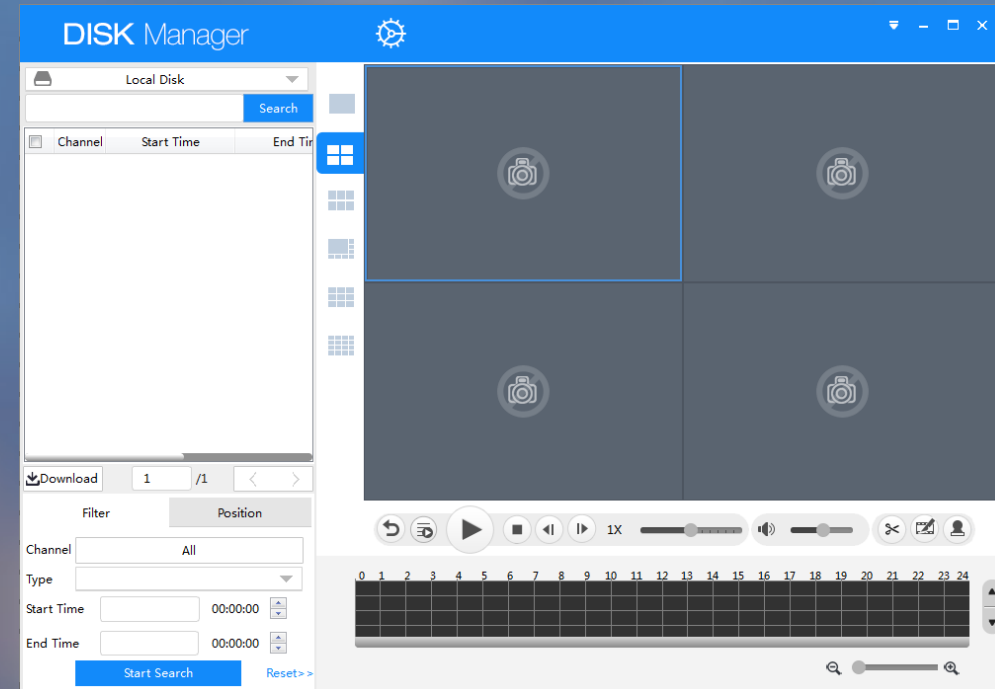 DISK Manager
Local Disk
Search
Channel Start Time End Tir
Download 1 /1
Filter Position
Channel All
Type
Start Time 00:00:00
End Time 00:00:00
Start Search Reset>>
1X
0 1 2 3 4 5 6 7 8 9 10 11 12 13 14 15 16 17 18 19 20 21 22 23 24